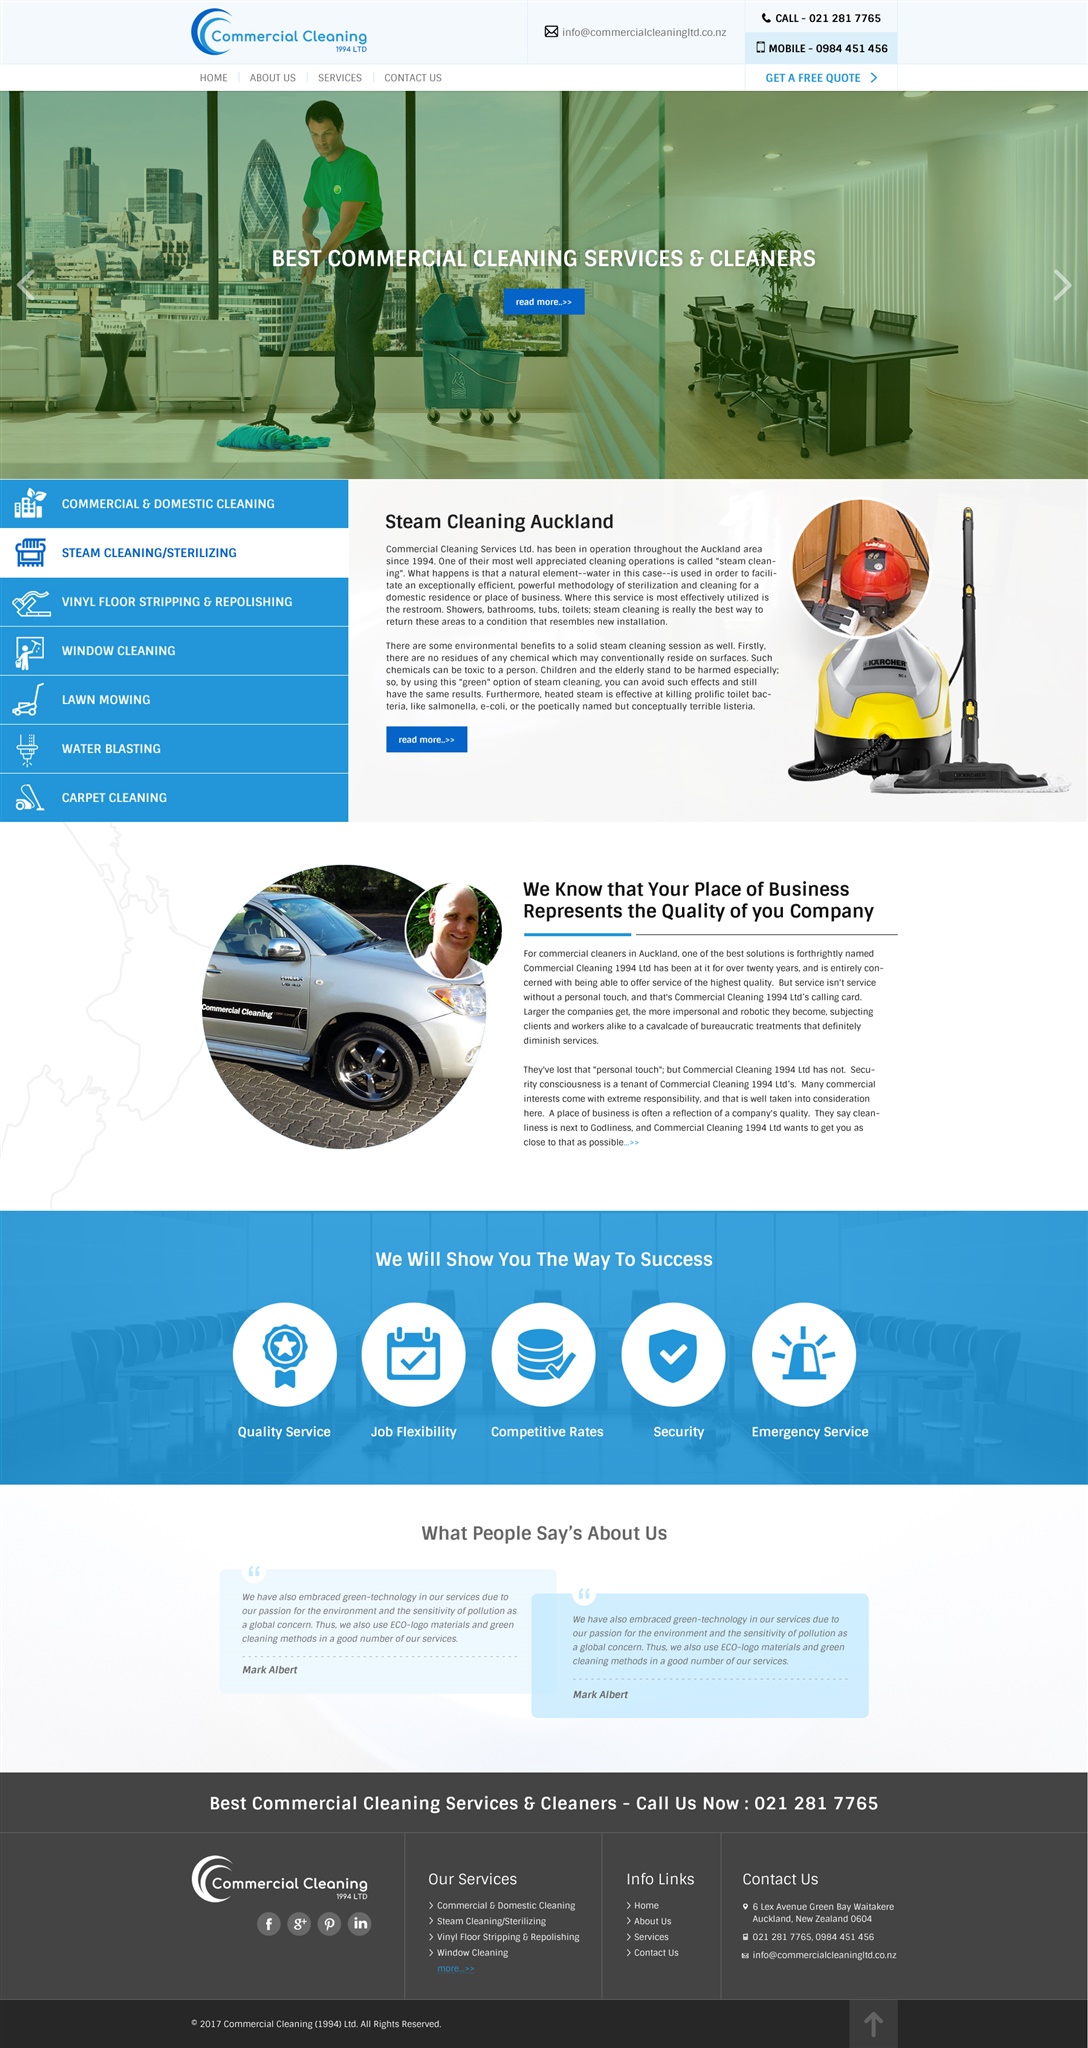 Commercial Cleaning
1994 LTD
info@commercialcleaningltd.co.nz
CALL - 021 281 7765
MOBILE - 0984 451 456
HOME
ABOUT US
SERVICES
CONTACT US
GET A FREE QUOTE
BEST COMMERCIAL CLEANING SERVICES & CLEANERS
read more..>>
COMMERCIAL & DOMESTIC CLEANING
STEAM CLEANING/STERILIZING
VINYL FLOOR STRIPPING & REPOLISHING
WINDOW CLEANING
LAWN MOWING
WATER BLASTING
CARPET CLEANING
Steam Cleaning Auckland
Commercial Cleaning Services Ltd. has been in operation throughout the Auckland area
since 1994. One of their most well appreciated cleaning operations is called "steam clean-
ing". What happens is that a natural element--water in this case--is used in order to facili-
tate an exceptionally efficient, powerful methodology of sterilization and cleaning for a
domestic residence or place of business. Where this service is most effectively utilized is
the restroom. Showers, bathrooms, tubs, toilets; steam cleaning is really the best way to
return these areas to a condition that resembles new installation.
There are some environmental benefits to a solid steam cleaning session as well. Firstly,
there are no residues of any chemical which may conventionally reside on surfaces. Such
chemicals can be toxic to a person. Children and the elderly stand to be harmed especially;
so, by using this "green" option of steam cleaning, you can avoid such effects and still
have the same results. Furthermore, heated steam is effective at killing prolific toilet bac-
teria, like salmonella, e-coli, or the poetically named but conceptually terrible listeria.
read more..>>
KÄRCHER
KÄRCHER
Commercial Cleaning
We Know that Your Place of Business
Represents the Quality of you Company
For commercial cleaners in Auckland, one of the best solutions is forthrightly named
Commercial Cleaning 1994 Ltd has been at it for over twenty years, and is entirely con-
cerned with being able to offer service of the highest quality. But service isn't service
without a personal touch, and that's Commercial Cleaning 1994 Ltd's calling card.
Larger the companies get, the more impersonal and robotic they become, subjecting
clients and workers alike to a cavalcade of bureaucratic treatments that definitely
diminish services.
They've lost that "personal touch"; but Commercial Cleaning 1994 Ltd has not. Secu-
rity consciousness is a tenant of Commercial Cleaning 1994 Ltd's. Many commercial
interests come with extreme responsibility, and that is well taken into consideration
here. A place of business is often a reflection of a company's quality. They say clean-
liness is next to Godliness, and Commercial Cleaning 1994 Ltd wants to get you as
close to that as possible...>>
We Will Show You The Way To Success
Quality Service
Job Flexibility
Competitive Rates
Security
Emergency Service
What People Say's About Us
We have also embraced green-technology in our services due to
our passion for the environment and the sensitivity of pollution as
a global concern. Thus, we also use ECO-logo materials and green
cleaning methods in a good number of our services.
Mark Albert
We have also embraced green-technology in our services due to
our passion for the environment and the sensitivity of pollution as
a global concern. Thus, we also use ECO-logo materials and green
cleaning methods in a good number of our services.
Mark Albert
Best Commercial Cleaning Services & Cleaners - Call Us Now : 021 281 7765
Commercial Cleaning
1994 LTD
Our Services
Commercial & Domestic Cleaning
Steam Cleaning/Sterilizing
Vinyl Floor Stripping & Repolishing
Window Cleaning
more...>>
Info Links
Home
About Us
Services
Contact Us
Contact Us
6 Lex Avenue Green Bay Waitakere
Auckland, New Zealand 0604
021 281 7765, 0984 451 456
info@commercialcleaningltd.co.nz
© 2017 Commercial Cleaning (1994) Ltd. All Rights Reserved.